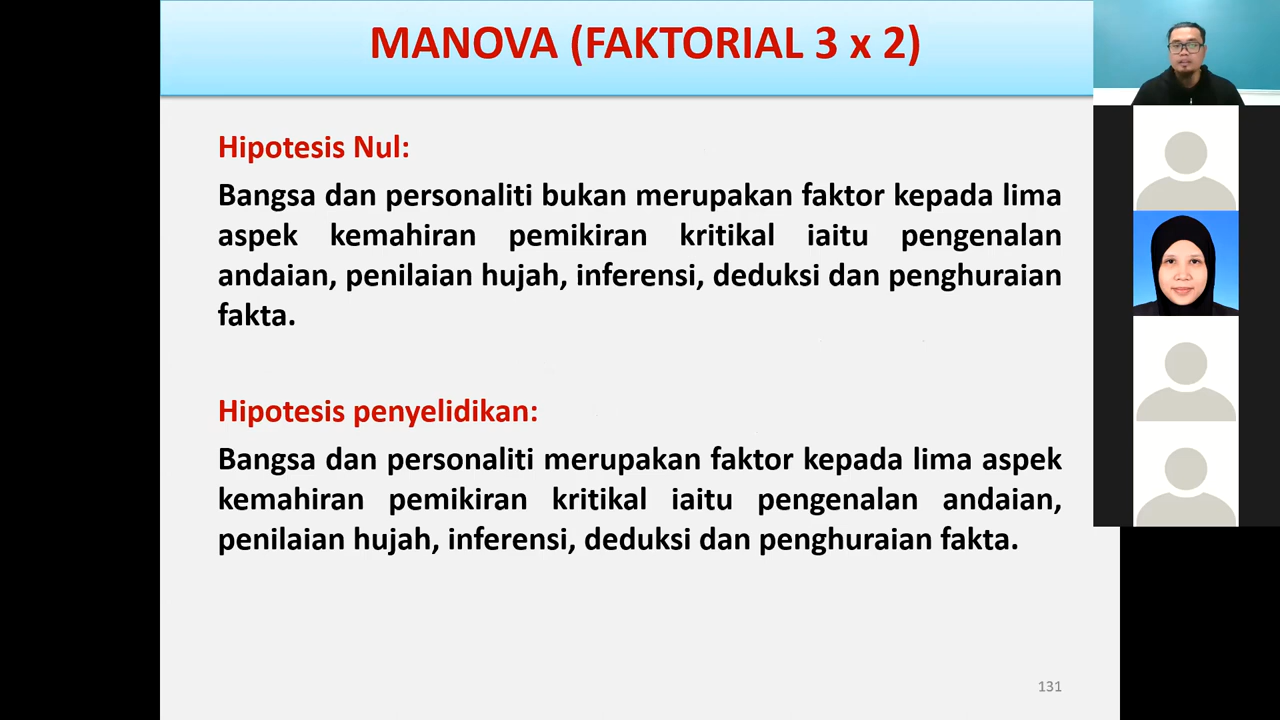 MANOVA (FAKTORIAL 3 x 2)
Hipotesis Nul:
Bangsa dan personaliti bukan merupakan faktor kepada lima
aspek kemahiran pemikiran kritikal iaitu pengenalan
andaian, penilaian hujah, inferensi, deduksi dan penghuraian
fakta.
Hipotesis penyelidikan:
Bangsa dan personaliti merupakan faktor kepada lima aspek
kemahiran pemikiran kritikal iaitu pengenalan andaian,
penilaian hujah, inferensi, deduksi dan penghuraian fakta.
131